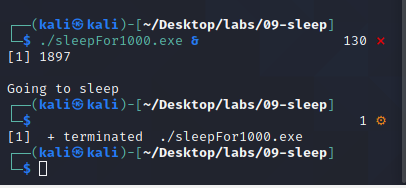 ┌──(kali㉿kali)-[~/Desktop/labs/09-sleep]
└─$ ./sleepFor1000.exe & 130 ⨯
[1] 1897

Going to sleep
┌──(kali㉿kali)-[~/Desktop/labs/09-sleep]
└─$ 1 ⚙
[1]  + terminated  ./sleepFor1000.exe
┌──(kali㉿kali)-[~/Desktop/labs/09-sleep]
└─$